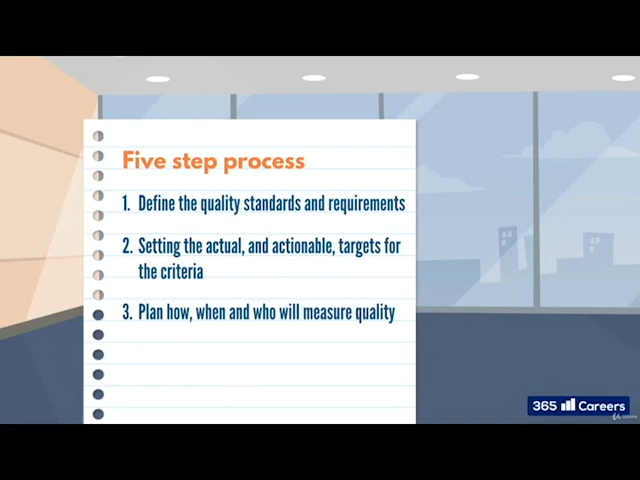 Five step process
1. Define the quality standards and requirements
2. Setting the actual, and actionable, targets for
the criteria
3. Plan how, when and who will measure quality
365 Careers